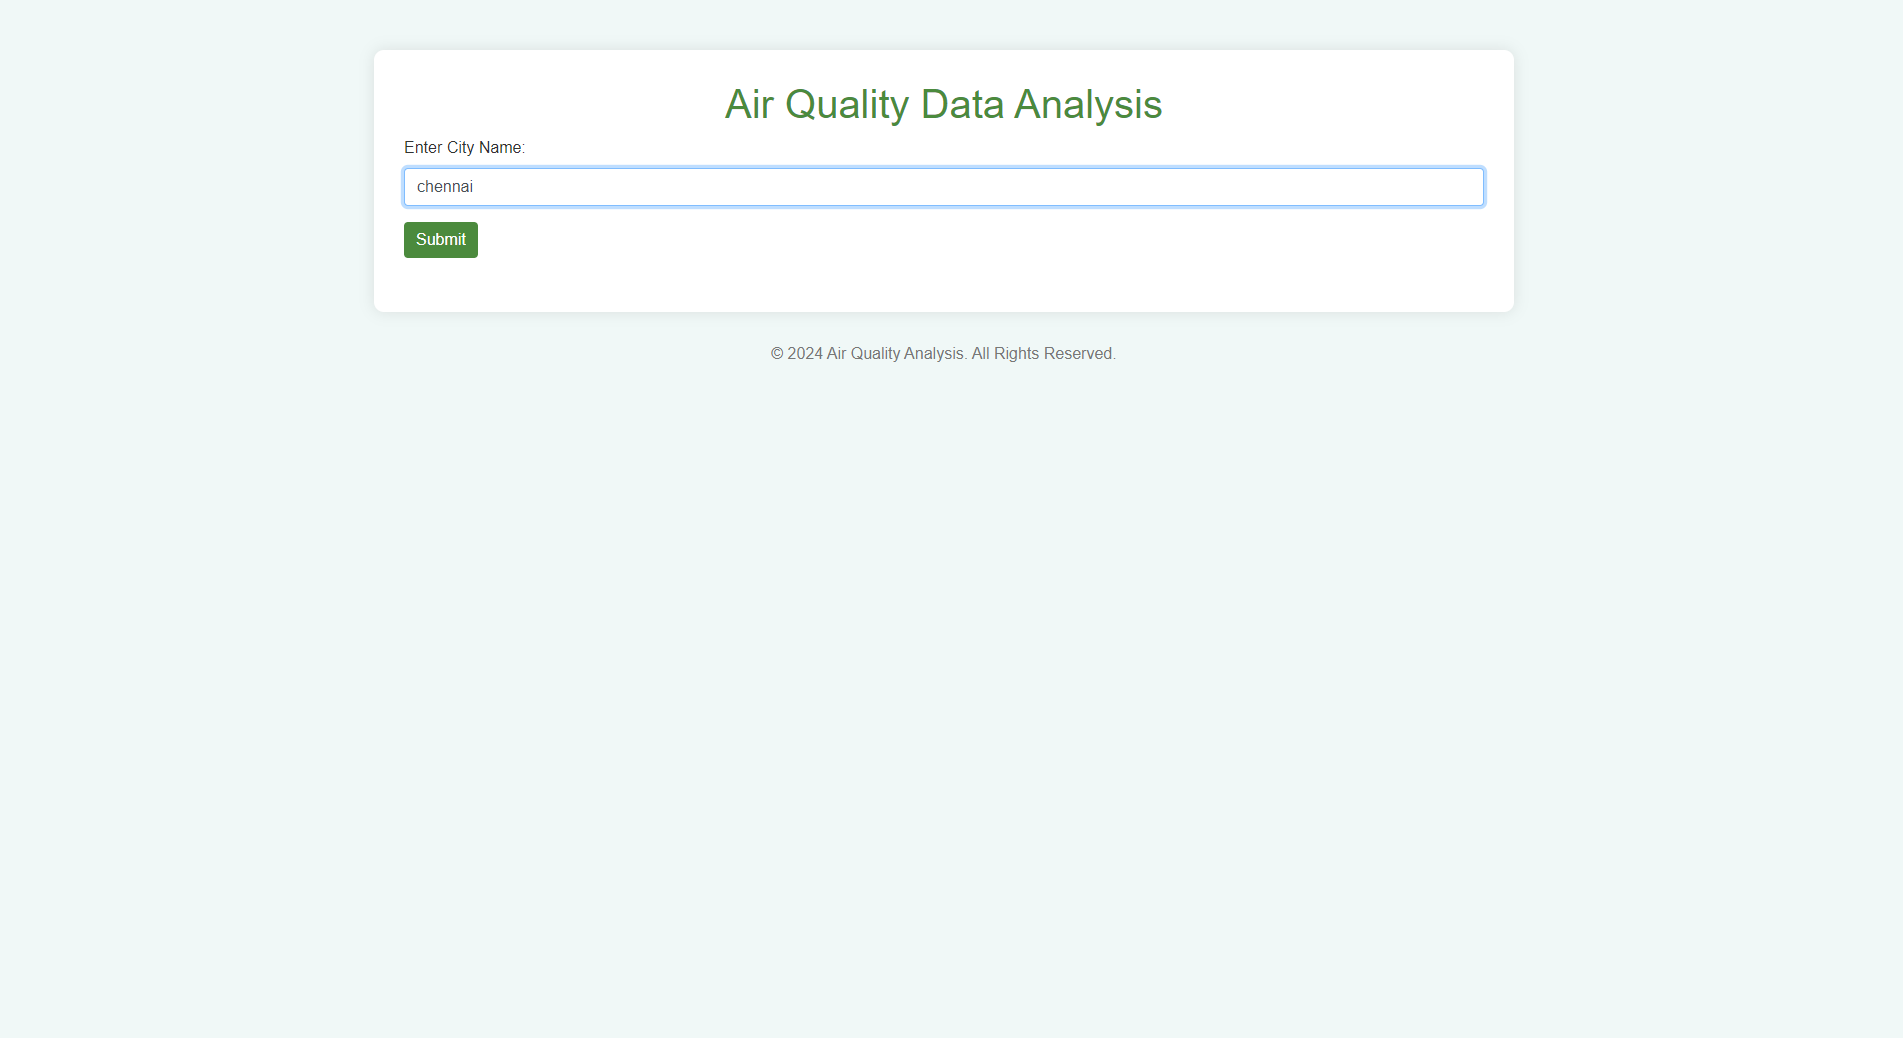 Air Quality Data Analysis
Enter City Name:
chennai
Submit
© 2024 Air Quality Analysis. All Rights Reserved.